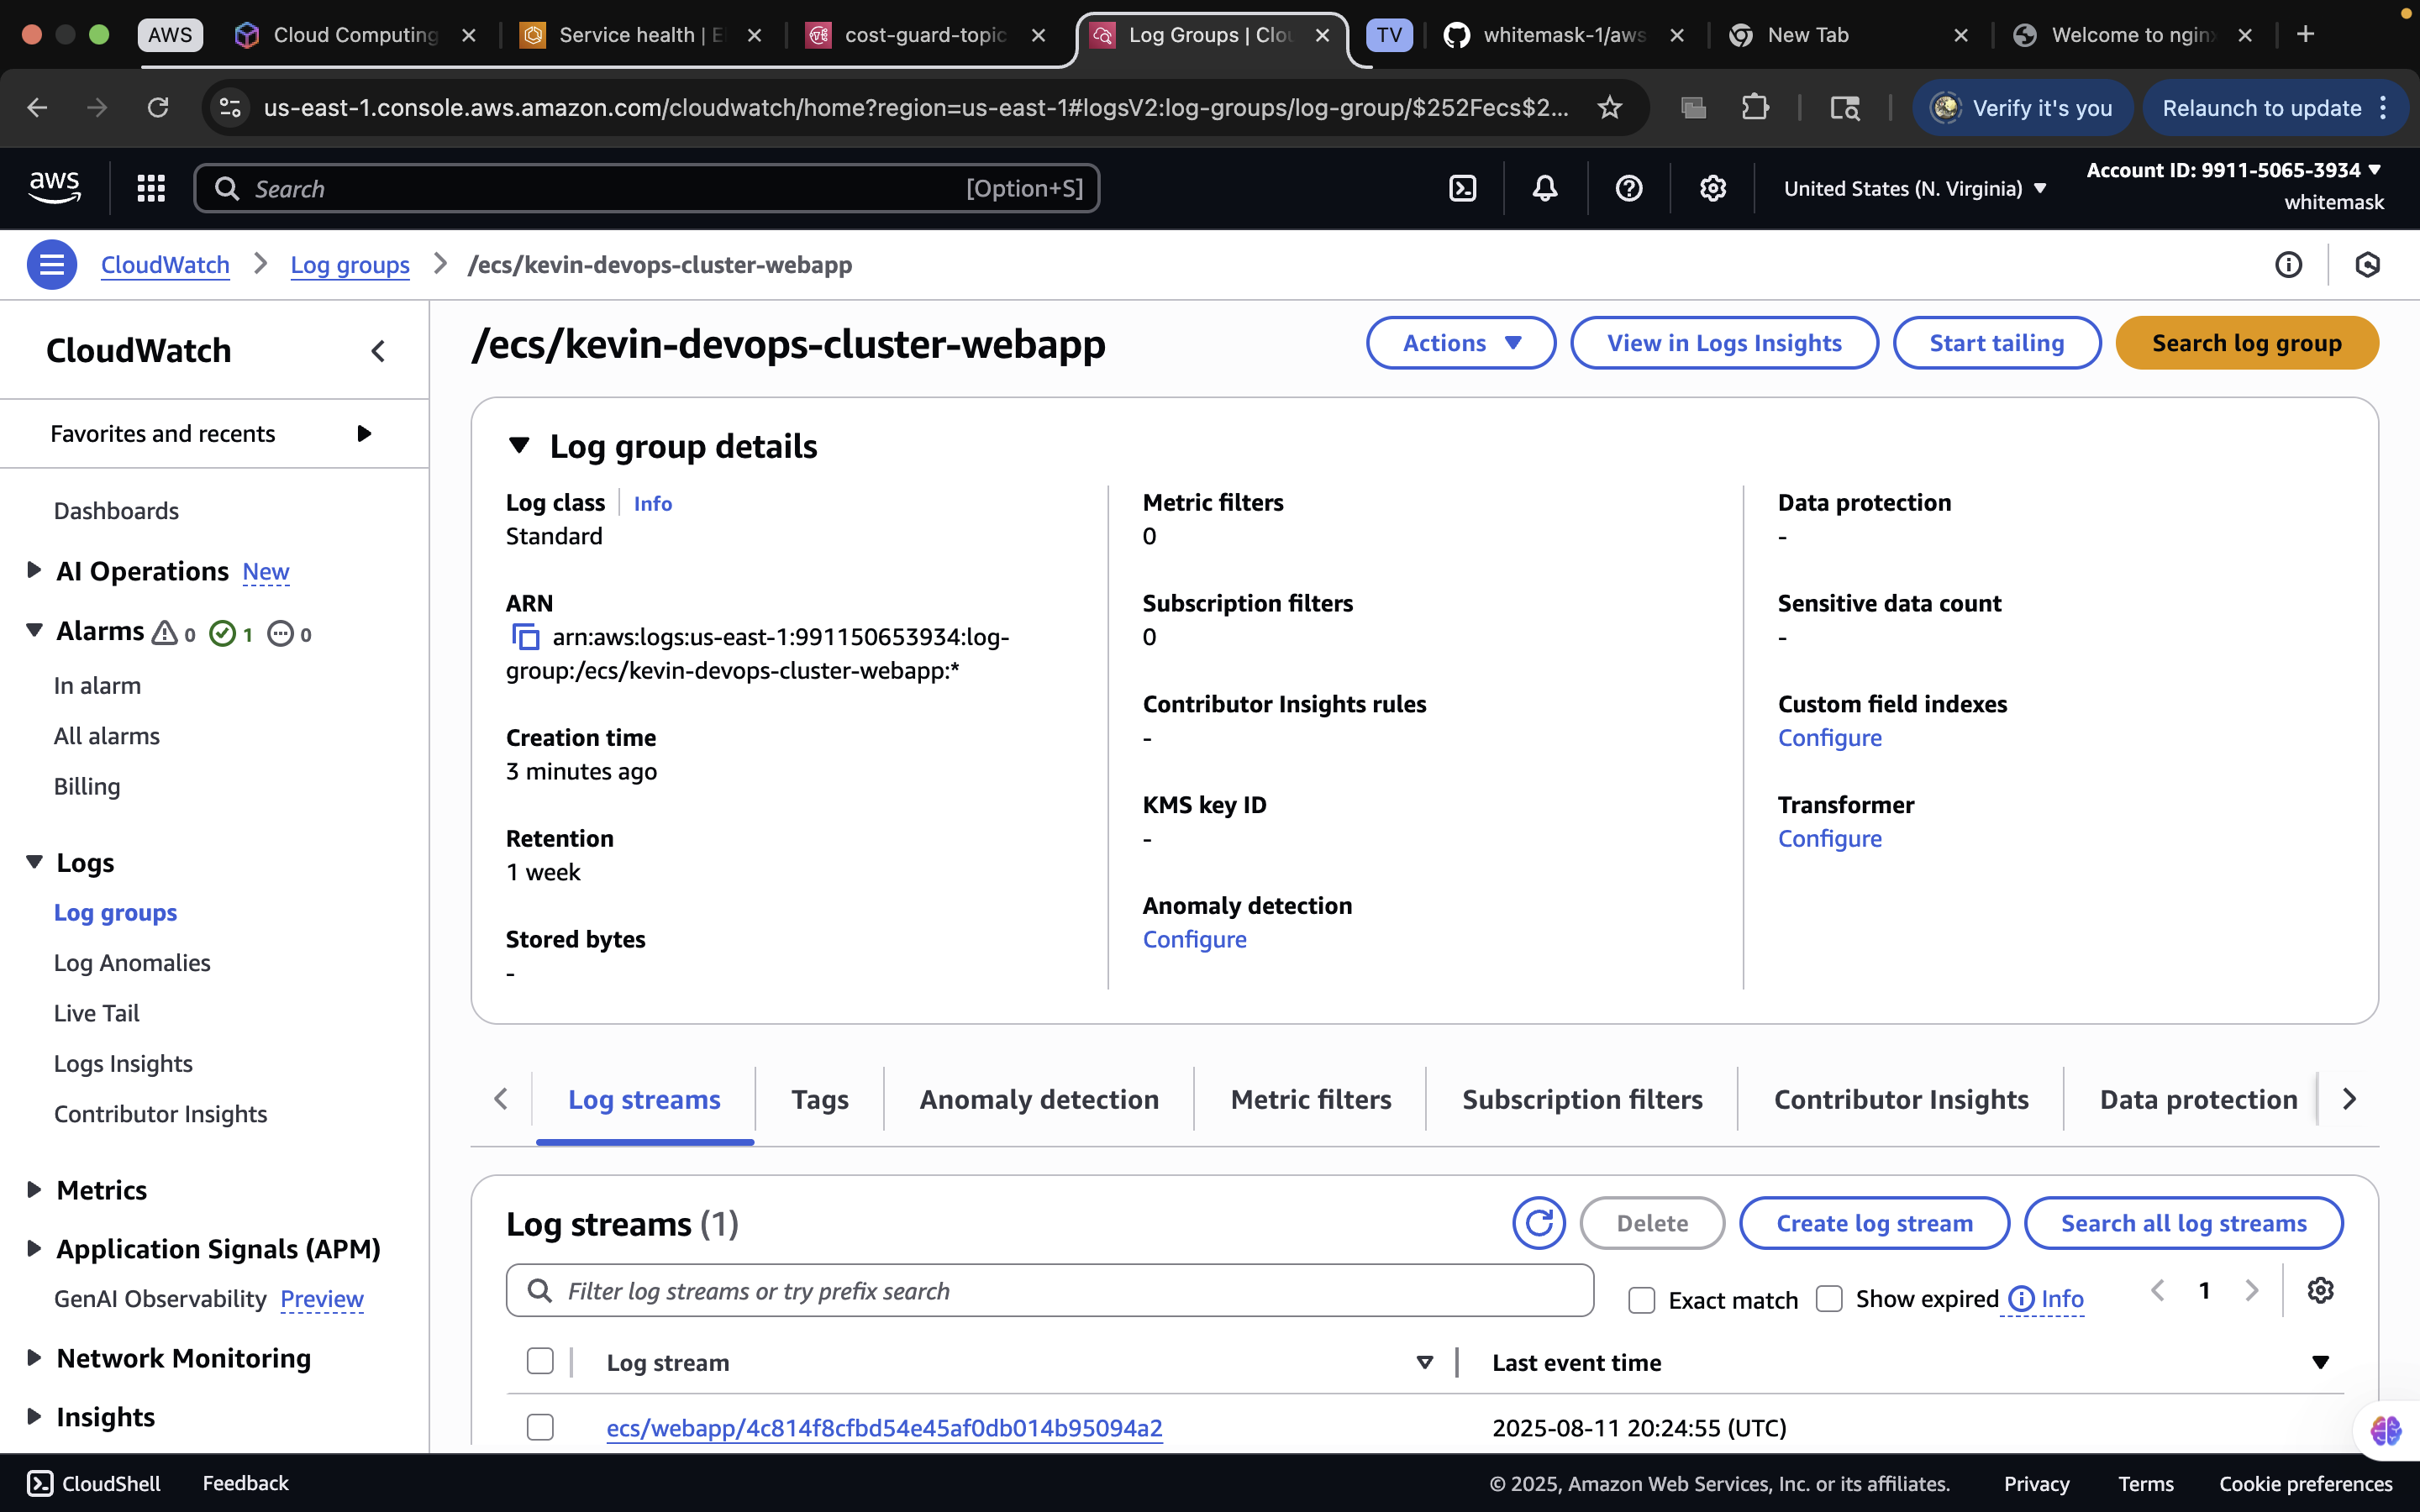 AWS
Cloud Computing
Service health | E
cost-guard-topic
Log Groups | Clou
TV
whitemask-1/aws
New Tab
Welcome to nginx
us-east-1.console.aws.amazon.com/cloudwatch/home?region=us-east-1#logsV2:log-groups/log-group/$252Fecs$2...
Verify it's you
Relaunch to update
aws
Search
[Option+S]
United States (N. Virginia)
Account ID: 9911-5065-3934
whitemask
CloudWatch
Log groups
/ecs/kevin-devops-cluster-webapp
CloudWatch
Favorites and recents
Dashboards
AI Operations New
Alarms 0 1 0
In alarm
All alarms
Billing
Logs
Log groups
Log Anomalies
Live Tail
Logs Insights
Contributor Insights
Metrics
Application Signals (APM)
GenAI Observability Preview
Network Monitoring
Insights
/ecs/kevin-devops-cluster-webapp
Actions
View in Logs Insights
Start tailing
Search log group
Log group details
Log class
Info
Standard
ARN
arn:aws:logs:us-east-1:991150653934:log-
group:/ecs/kevin-devops-cluster-webapp:*
Creation time
3 minutes ago
Retention
1 week
Stored bytes
-
Metric filters
0
Subscription filters
0
Contributor Insights rules
-
KMS key ID
-
Anomaly detection
Configure
Data protection
-
Sensitive data count
-
Custom field indexes
Configure
Transformer
Configure
Log streams
Tags
Anomaly detection
Metric filters
Subscription filters
Contributor Insights
Data protection
Log streams (1)
Delete
Create log stream
Search all log streams
Filter log streams or try prefix search
Exact match
Show expired
Info
1
Log stream
Last event time
ecs/webapp/4c814f8cfbd54e45af0db014b95094a2
2025-08-11 20:24:55 (UTC)
CloudShell
Feedback
© 2025, Amazon Web Services, Inc. or its affiliates.
Privacy
Terms
Cookie preferences